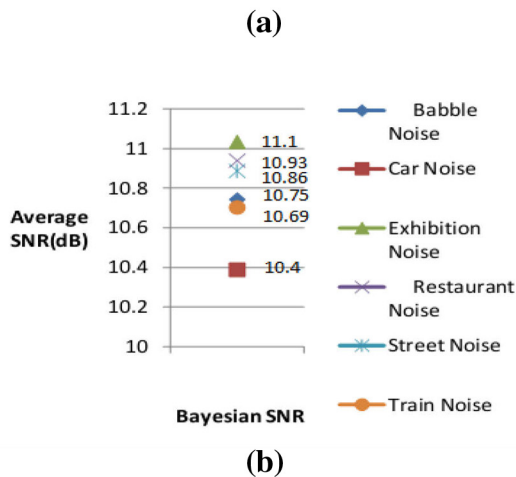 (a)
11.2
11
10.8
10.6
10.4
10.2
10
Average
SNR(dB)
11.1
10.93
10.86
10.75
10.69
10.4
Bayesian SNR
Babble
Noise
Car Noise
Exhibition
Noise
Restaurant
Noise
Street Noise
Train Noise
(b)